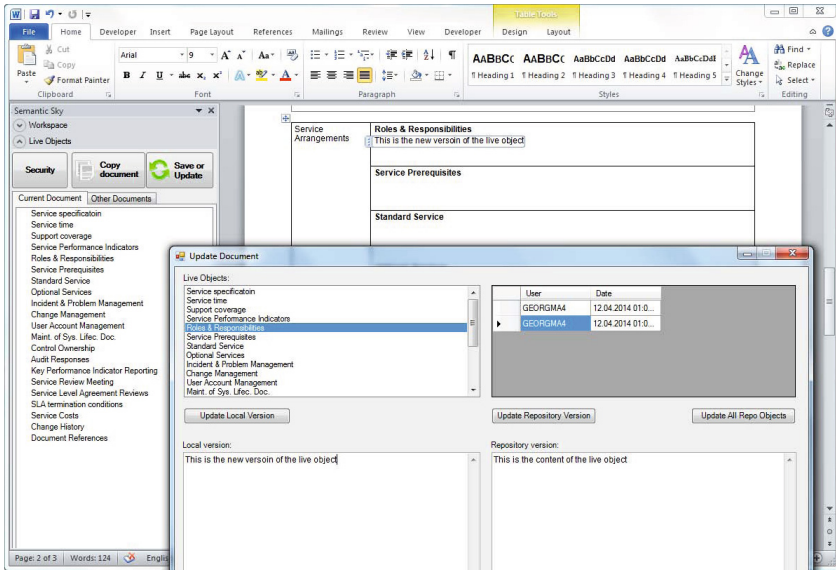 Table Tools
File Home Developer Insert Page Layout References Mailings Review View Developer Design Layout
Cut
Copy
Format Painter
Paste
Clipboard
Arial 9
Font
Paragraph
AABBCC AABBCC AaBbCcDd AaBbCcDd AaBbCcDdI
¶ Heading 1 ¶ Heading 2 ¶ Heading 3 ¶ Heading 4 ¶ Heading 5
Change Styles
Styles
Find
Replace
Select
Editing
Semantic Sky
Workspace
Live Objects
Security
Copy document
Save or Update
Current Document Other Documents
Service specificatoin
Service time
Support coverage
Service Performance Indicators
Roles & Responsibilities
Service Prerequisites
Standard Service
Optional Services
Incident & Problem Management
Change Management
User Account Management
Maint. of Sys. Lifec. Doc.
Control Ownership
Audit Responses
Key Performance Indicator Reporting
Service Review Meeting
Service Level Agreement Reviews
SLA termination conditions
Service Costs
Change History
Document References
Service Arrangements
Roles & Responsibilities
This is the new versoin of the live object
Service Prerequisites
Standard Service
Update Document
Live Objects:
Service specificatoin
Service time
Support coverage
Service Performance Indicators
Roles & Responsibilities
Service Prerequisites
Standard Service
Optional Services
Incident & Problem Management
Change Management
User Account Management
Maint. of Sys. Lifec. Doc.
User Date
GEORGMA4 12.04.2014 01:0...
GEORGMA4 12.04.2014 01:0...
Update Local Version
Update Repository Version
Update All Repo Objects
Local version:
This is the new versoin of the live object
Repository version:
This is the content of the live object
Page: 2 of 3 Words: 124 Englis